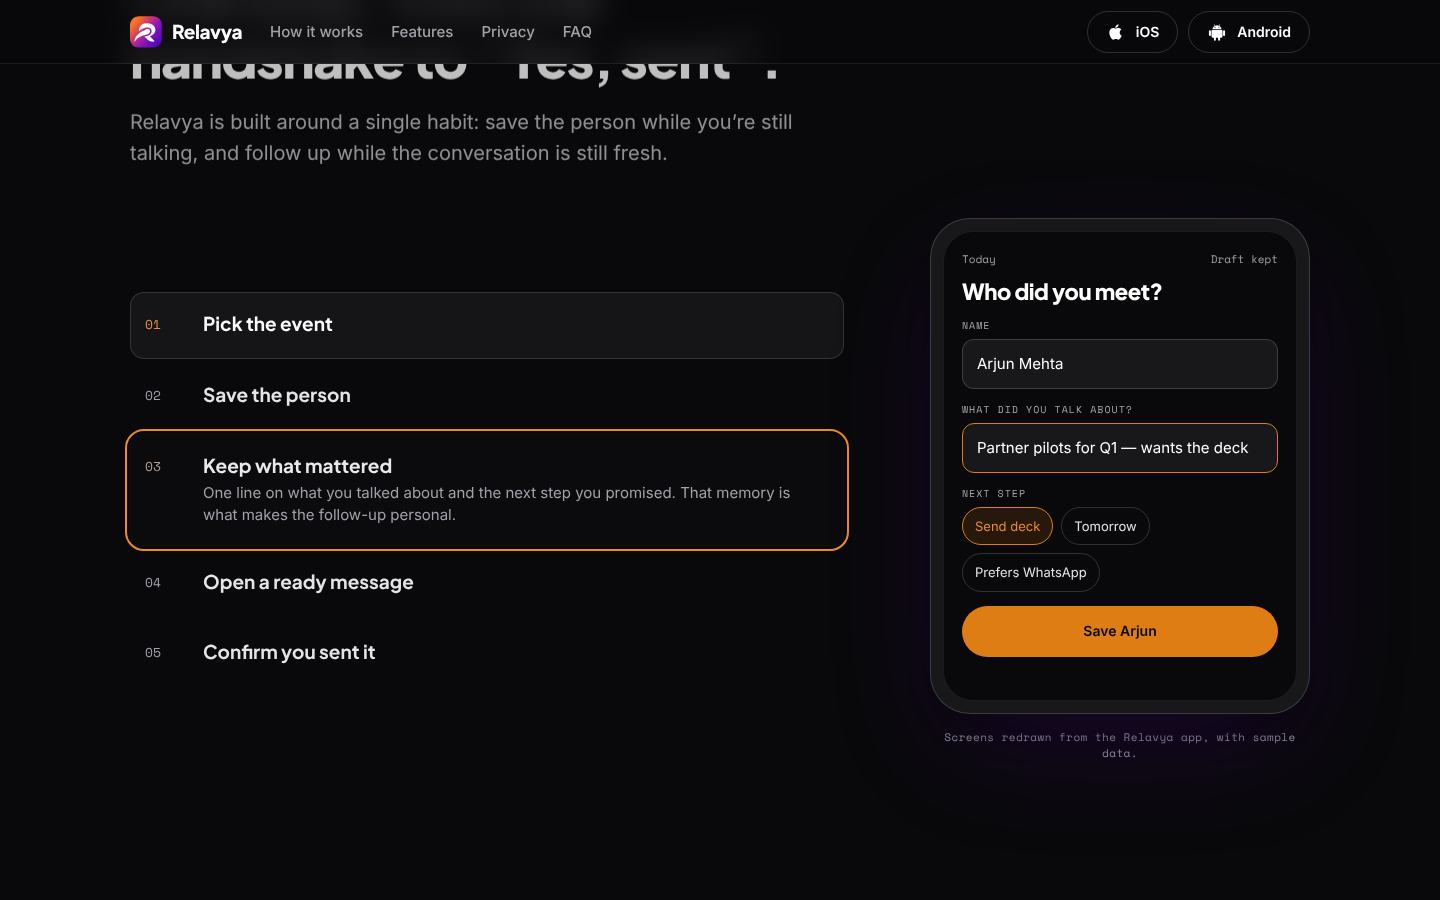 Relavya
How it works
Features
Privacy
FAQ
iOS
Android
handshake to “Yes, sent”.
Relavya is built around a single habit: save the person while you’re still
talking, and follow up while the conversation is still fresh.
01
Pick the event
02
Save the person
03
Keep what mattered
One line on what you talked about and the next step you promised. That memory is
what makes the follow-up personal.
04
Open a ready message
05
Confirm you sent it
Today
Draft kept
Who did you meet?
NAME
Arjun Mehta
WHAT DID YOU TALK ABOUT?
Partner pilots for Q1 — wants the deck
NEXT STEP
Send deck
Tomorrow
Prefers WhatsApp
Save Arjun
Screens redrawn from the Relavya app, with sample
data.